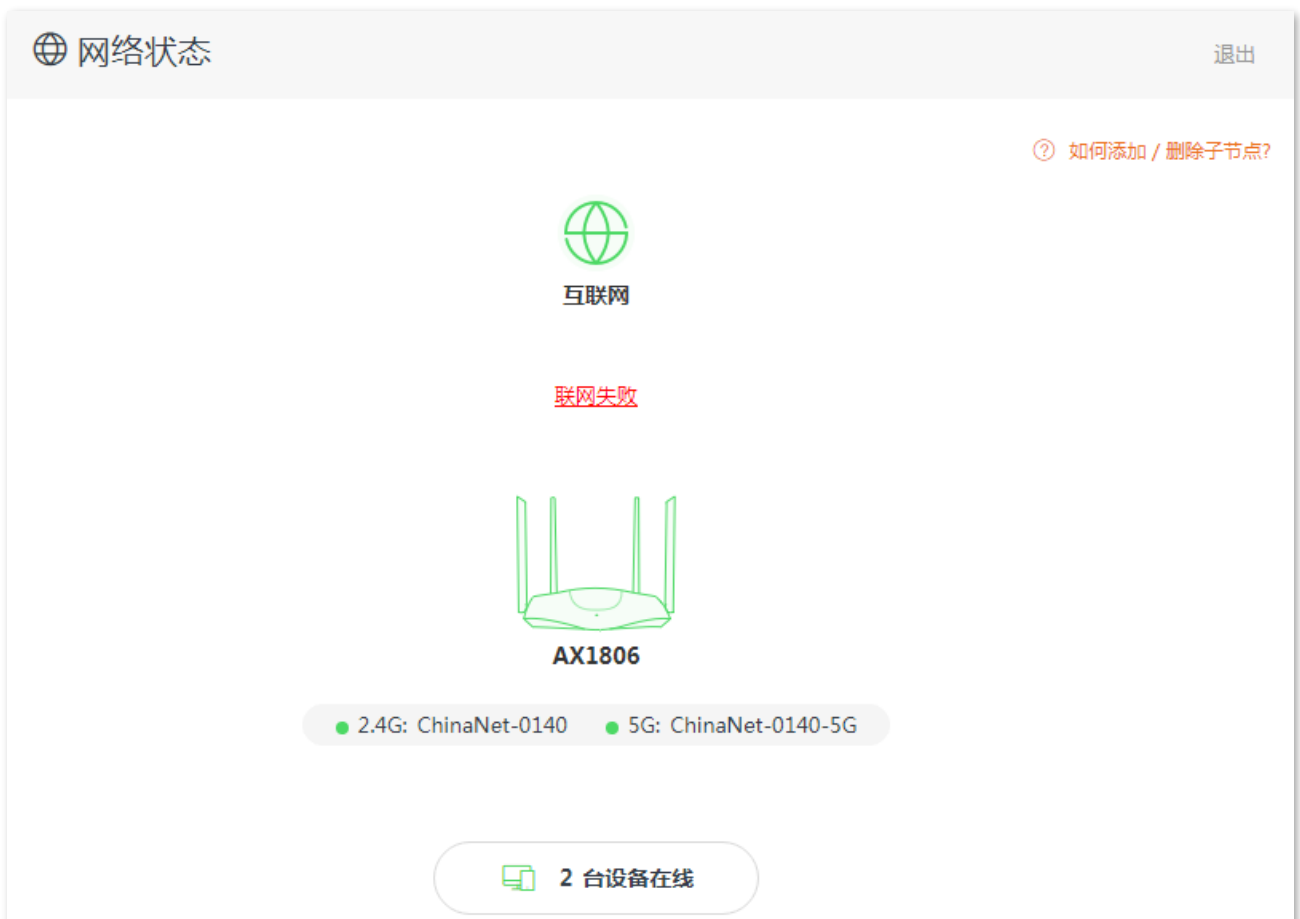 网络状态
退出
如何添加 / 删除子节点?
互联网
联网失败
AX1806
2.4G: ChinaNet-0140 5G: ChinaNet-0140-5G
2 台设备在线